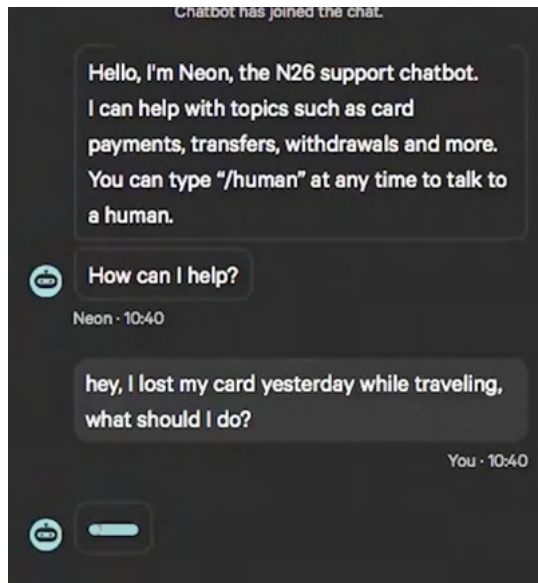 Chatbot has joined the chat.
Hello, I'm Neon, the N26 support chatbot.
I can help with topics such as card
payments, transfers, withdrawals and more.
You can type “/human” at any time to talk to
a human.
How can I help?
Neon · 10:40
hey, I lost my card yesterday while traveling,
what should I do?
You · 10:40